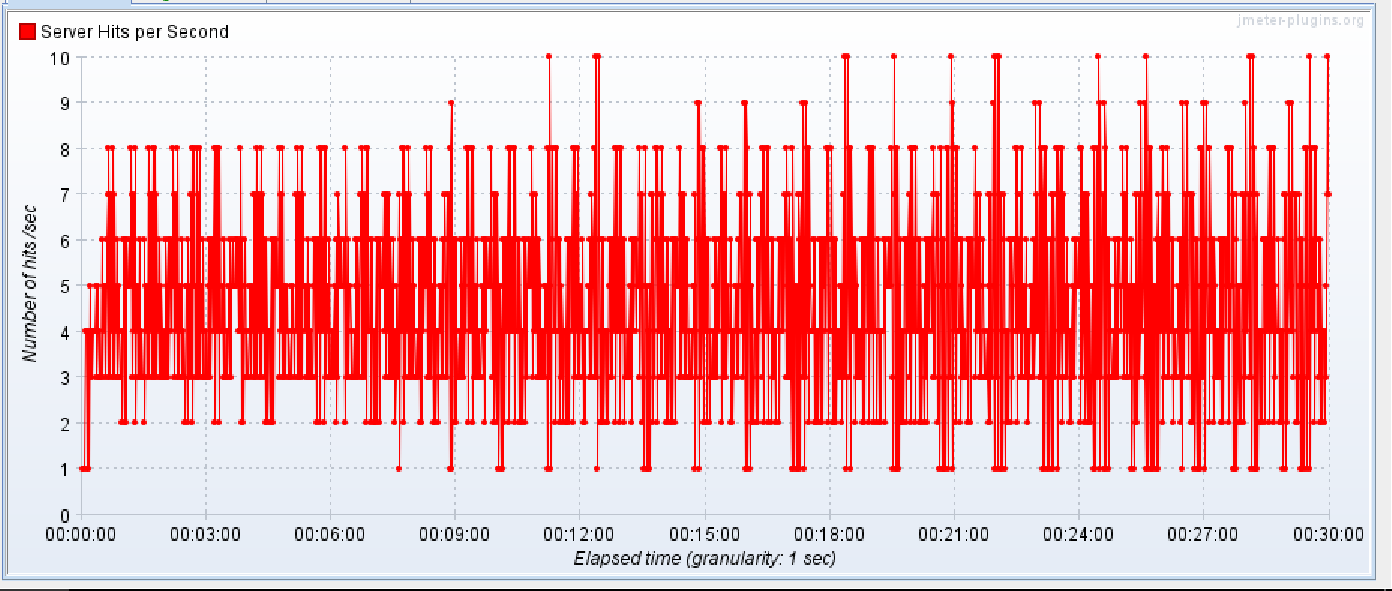 jmeter-plugins.org
Server Hits per Second
10
9
8
7
6
5
4
3
2
1
0
Number of hits /sec
00:00:00 00:03:00 00:06:00 00:09:00 00:12:00 00:15:00 00:18:00 00:21:00 00:24:00 00:27:00 00:30:00
Elapsed time (granularity: 1 sec)